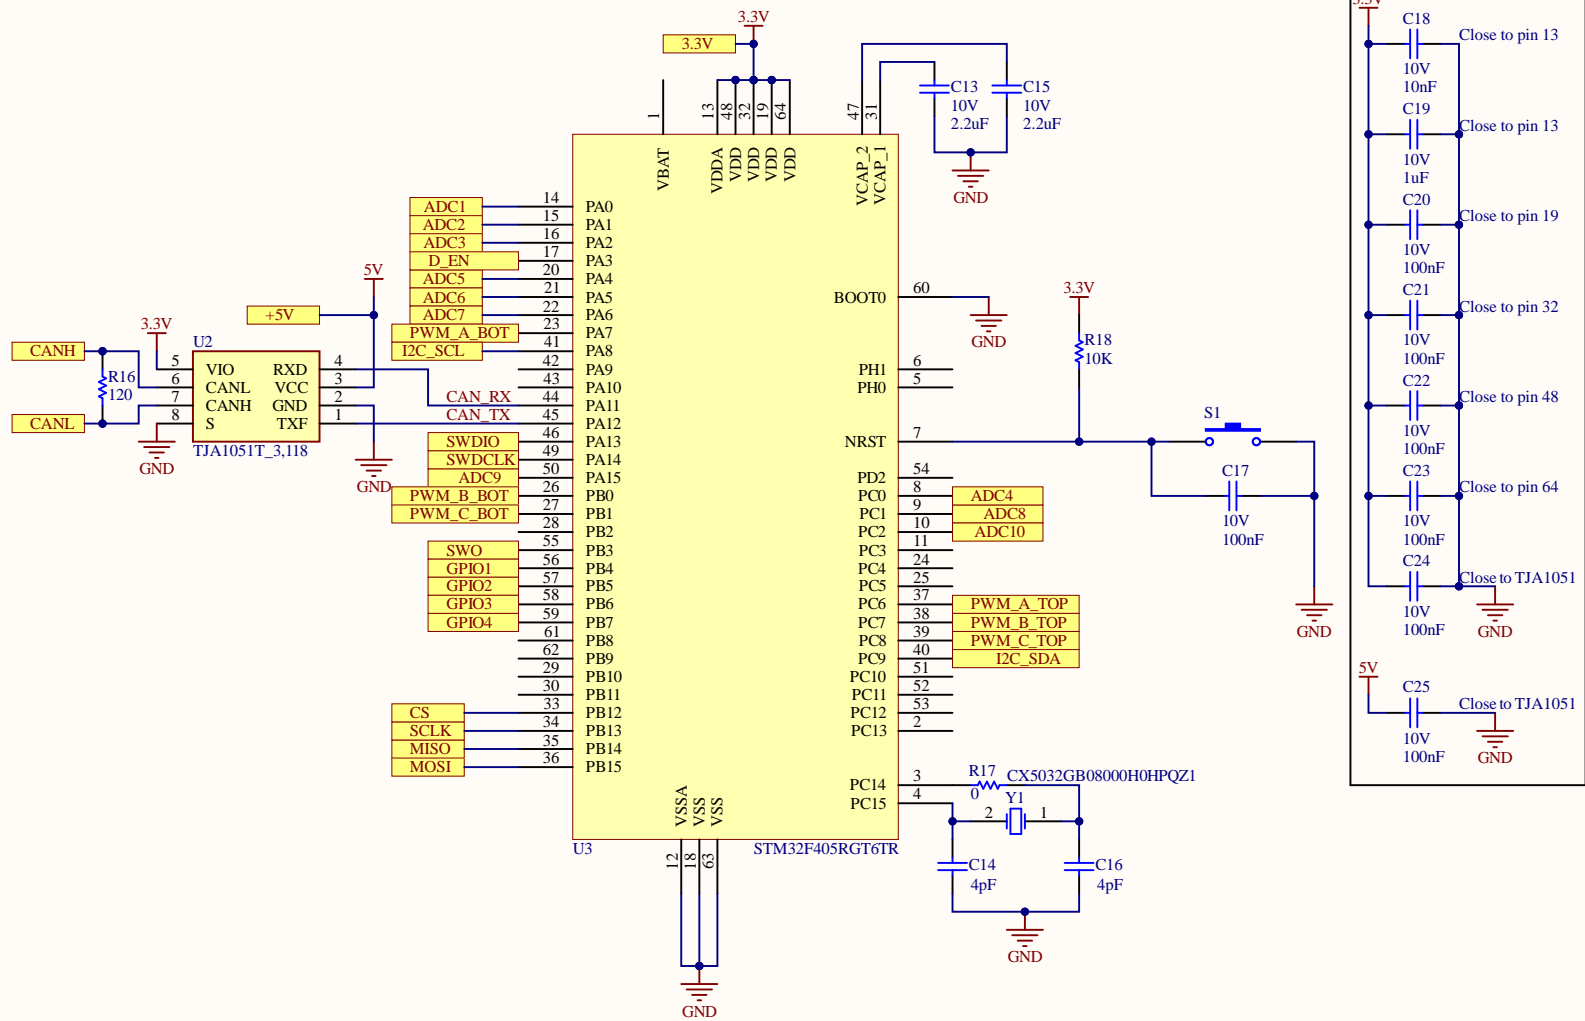 3.3V
3.3V
1
13
48
32
19
64
47
31
C13
10V
2.2uF
C15
10V
2.2uF
GND
VBAT
VDDA
VDD
VDD
VDD
VDD
VCAP_2
VCAP_1
ADC1 14 PA0
ADC2 15 PA1
ADC3 16 PA2
D_EN 17 PA3
ADC5 20 PA4
ADC6 21 PA5
ADC7 22 PA6
PWM_A_BOT 23 PA7
I2C_SCL 41 PA8
42 PA9
43 PA10
CAN_RX 44 PA11
CAN_TX 45 PA12
SWDIO 46 PA13
SWDCLK 49 PA14
ADC9 50 PA15
PWM_B_BOT 26 PB0
PWM_C_BOT 27 PB1
28 PB2
SWO 55 PB3
GPIO1 56 PB4
GPIO2 57 PB5
GPIO3 58 PB6
GPIO4 59 PB7
61 PB8
62 PB9
29 PB10
30 PB11
CS 33 PB12
SCLK 34 PB13
MISO 35 PB14
MOSI 36 PB15
5V
+5V
3.3V
U2
CANH
CANL
R16
120
5 VIO RXD 4
6 CANL VCC 3
7 CANH GND 2
8 S TXF 1
TJA1051T_3,118
GND
GND
BOOT0 60
GND
PH1 6
PH0 5
NRST 7
3.3V
R18
10K
S1
C17
10V
100nF
GND
PD2 54
PC0 8 ADC4
PC1 9 ADC8
PC2 10 ADC10
PC3 11
PC4 24
PC5 25
PC6 37 PWM_A_TOP
PC7 38 PWM_B_TOP
PC8 39 PWM_C_TOP
PC9 40 I2C_SDA
PC10 51
PC11 52
PC12 53
PC13 2
PC14 3
PC15 4
R17
0
CX5032GB08000H0HPQZ1
Y1
2 1
C14
4pF
C16
4pF
GND
VSSA
VSS
VSS
12
18
63
U3
STM32F405RGT6TR
GND
3.3V
C18 Close to pin 13
10V
10nF
C19 Close to pin 13
10V
1uF
C20 Close to pin 19
10V
100nF
C21 Close to pin 32
10V
100nF
C22 Close to pin 48
10V
100nF
C23 Close to pin 64
10V
100nF
C24 Close to TJA1051
10V
100nF
GND
5V
C25 Close to TJA1051
10V
100nF
GND